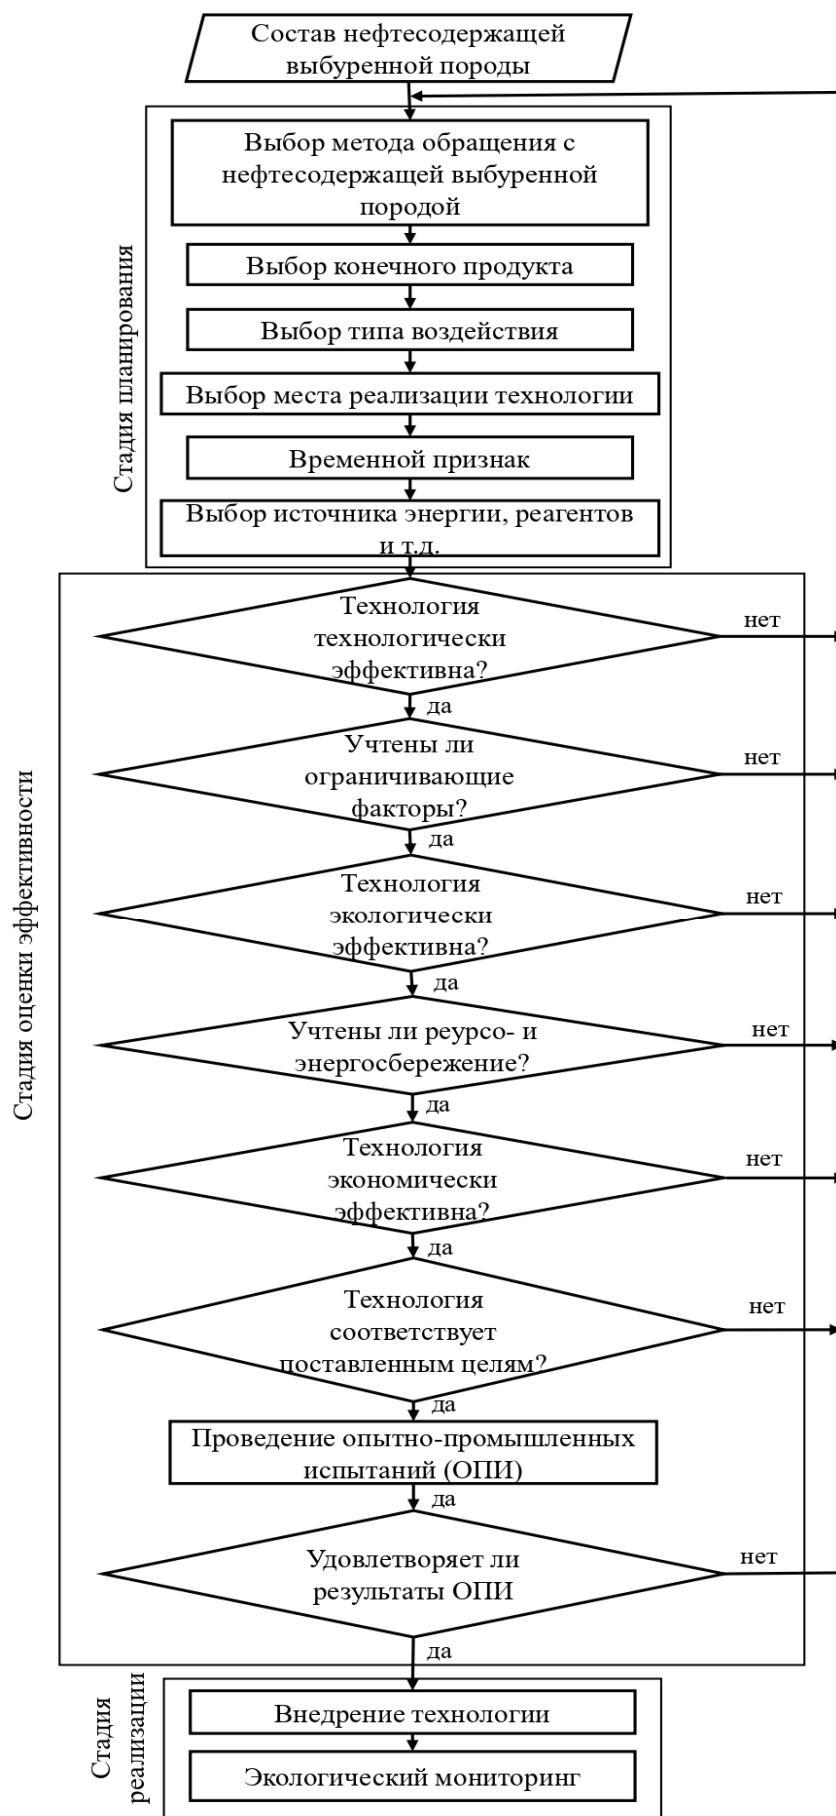 Состав нефтесодержащей
выбуренной породы
Стадия планирования
Выбор метода обращения с
нефтесодержащей выбуренной
породой
Выбор конечного продукта
Выбор типа воздействия
Выбор места реализации технологии
Временной признак
Выбор источника энергии, реагентов
и т.д.
Стадия оценки эффективности
Технология
технологически
эффективна?
нет
да
Учтены ли
ограничивающие
факторы?
нет
да
Технология
экологически
эффективна?
нет
да
Учтены ли реурсо- и
энергосбережение?
нет
да
Технология
экономически
эффективна?
нет
да
Технология
соответствует
поставленным целям?
нет
да
Проведение опытно-промышленных
испытаний (ОПИ)
да
Удовлетворяет ли
результаты ОПИ
нет
да
Стадия
реализации
Внедрение технологии
Экологический мониторинг